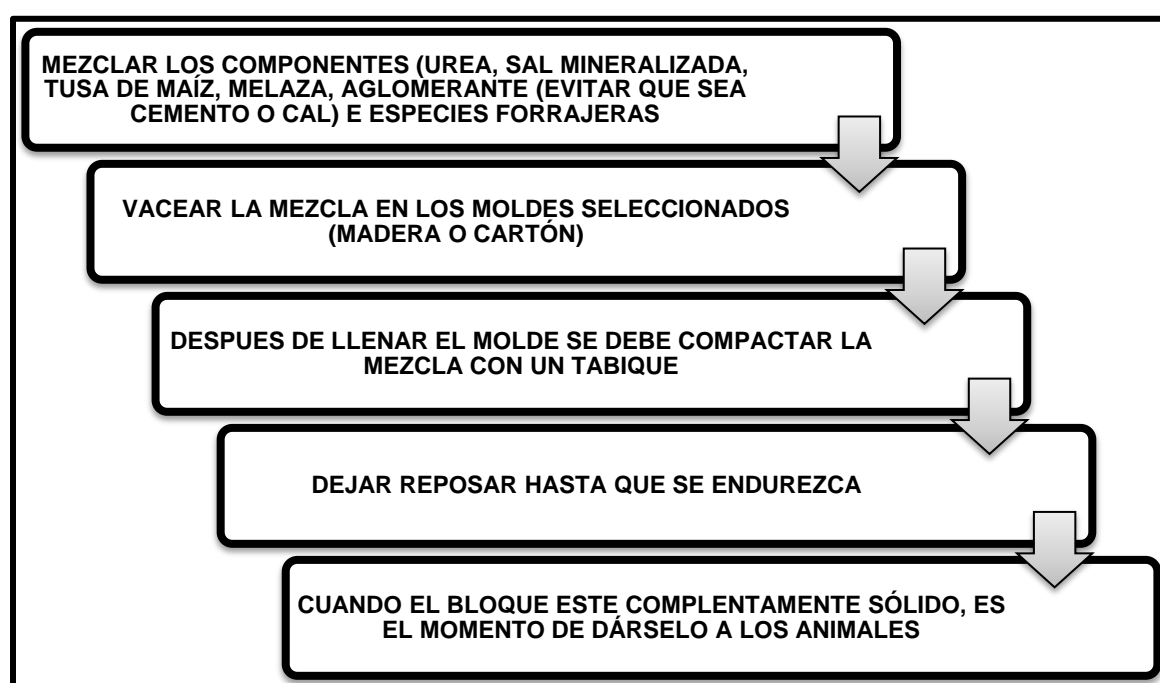 MEZCLAR LOS COMPONENTES (UREA, SAL MINERALIZADA,
TUSA DE MAÍZ, MELAZA, AGLOMERANTE (EVITAR QUE SEA
CEMENTO O CAL) E ESPECIES FORRAJERAS
VACEAR LA MEZCLA EN LOS MOLDES SELECCIONADOS
(MADERA O CARTÓN)
DESPUES DE LLENAR EL MOLDE SE DEBE COMPACTAR LA
MEZCLA CON UN TABIQUE
DEJAR REPOSAR HASTA QUE SE ENDUREZCA
CUANDO EL BLOQUE ESTE COMPLENTAMENTE SÓLIDO, ES
EL MOMENTO DE DÁRSELO A LOS ANIMALES